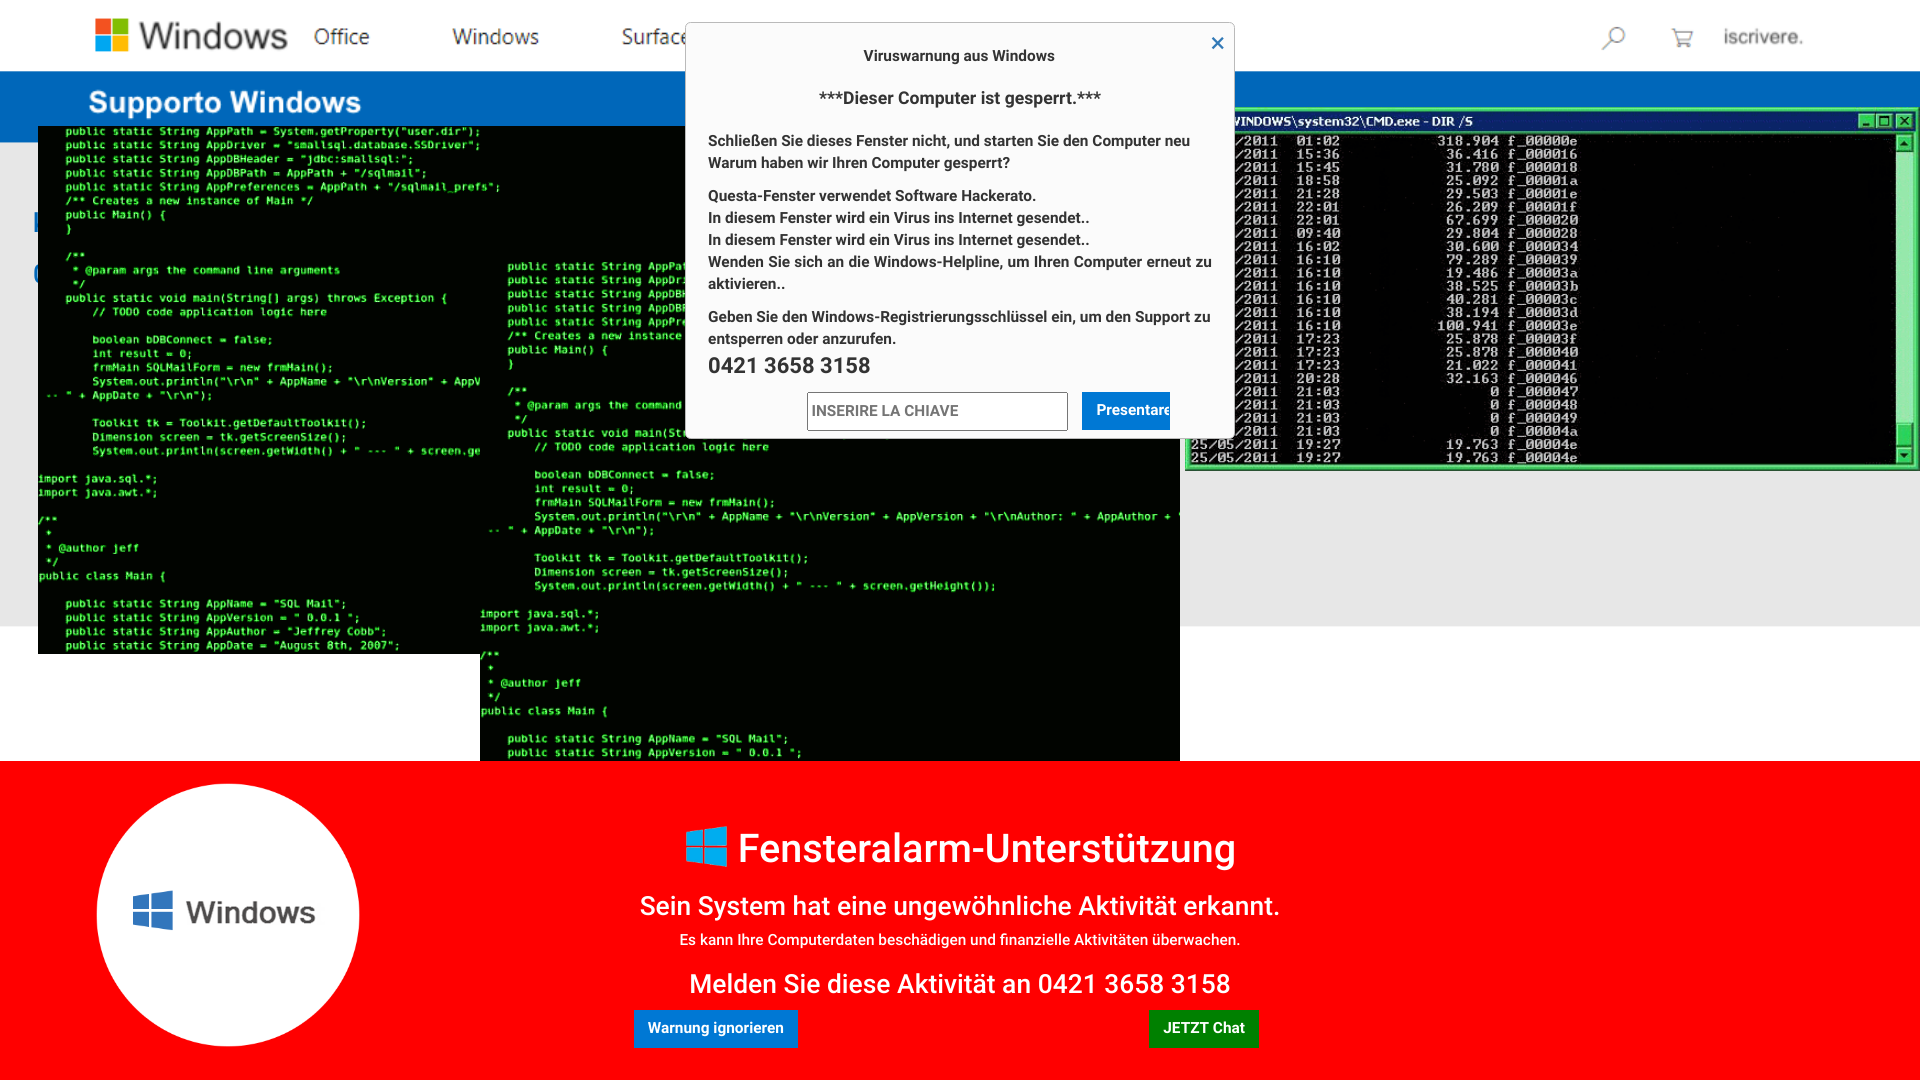 Windows
Office
Windows
Surface
iscrivere.
Supporto Windows
Viruswarnung aus Windows
***Dieser Computer ist gesperrt.***
Schließen Sie dieses Fenster nicht, und starten Sie den Computer neu
Warum haben wir Ihren Computer gesperrt?
Questa-Fenster verwendet Software Hackerato.
In diesem Fenster wird ein Virus ins Internet gesendet..
In diesem Fenster wird ein Virus ins Internet gesendet..
Wenden Sie sich an die Windows-Helpline, um Ihren Computer erneut zu
aktivieren..
Geben Sie den Windows-Registrierungsschlüssel ein, um den Support zu
entsperren oder anzurufen.
0421 3658 3158
INSERIRE LA CHIAVE
Presentare
public static String AppPath = System.getProperty("user.dir");
public static String AppDriver = "smallsql.database.SSDriver";
public static String AppDBHeader = "jdbc:smallsql:";
public static String AppDBPath = AppPath + "/sqlmail";
public static String AppPreferences = AppPath + "/sqlmail_prefs";
/** Creates a new instance of Main */
public Main() {
}
/**
* @param args the command line arguments
*/
public static void main(String[] args) throws Exception {
// TODO code application logic here
boolean bDBConnect = false;
int result = 0;
frmMain SQLMailForm = new frmMain();
System.out.println("\r\n" + AppName + "\r\nVersion" + AppV
-- " + AppDate + "\r\n");
Toolkit tk = Toolkit.getDefaultToolkit();
Dimension screen = tk.getScreenSize();
System.out.println(screen.getWidth() + " --- " + screen.ge
import java.sql.*;
import java.awt.*;
/**
*
* @author jeff
*/
public class Main {
public static String AppName = "SQL Mail";
public static String AppVersion = " 0.0.1 ";
public static String AppAuthor = "Jeffrey Cobb";
public static String AppDate = "August 8th, 2007";
public static String AppPat
public static String AppDri
public static String AppDBH
public static String AppDBP
public static String AppPre
/** Creates a new instance
public Main() {
}
/**
* @param args the command
*/
public static void main(Str
// TODO code application logic here
boolean bDBConnect = false;
int result = 0;
frmMain SQLMailForm = new frmMain();
System.out.println("\r\n" + AppName + "\r\nVersion" + AppVersion + "\r\nAuthor: " + AppAuthor + "
-- " + AppDate + "\r\n");
Toolkit tk = Toolkit.getDefaultToolkit();
Dimension screen = tk.getScreenSize();
System.out.println(screen.getWidth() + " --- " + screen.getHeight());
import java.sql.*;
import java.awt.*;
/**
*
* @author jeff
*/
public class Main {
public static String AppName = "SQL Mail";
public static String AppVersion = " 0.0.1 ";
WINDOWS\system32\CMD.exe - DIR /S
/2011 01:02 318.904 f_00000e
/2011 15:36 36.416 f_000016
/2011 15:45 31.780 f_000018
/2011 18:58 25.092 f_00001a
/2011 21:28 29.503 f_00001e
/2011 22:01 26.209 f_00001f
/2011 22:01 67.699 f_000020
/2011 09:40 29.804 f_000028
/2011 16:02 30.600 f_000034
/2011 16:10 79.289 f_000039
/2011 16:10 19.486 f_00003a
/2011 16:10 38.525 f_00003b
/2011 16:10 40.281 f_00003c
/2011 16:10 38.194 f_00003d
/2011 16:10 100.941 f_00003e
/2011 17:23 25.878 f_00003f
/2011 17:23 25.878 f_000040
/2011 17:23 21.022 f_000041
/2011 20:28 32.163 f_000046
/2011 21:03 0 f_000047
/2011 21:03 0 f_000048
/2011 21:03 0 f_000049
/2011 21:03 0 f_00004a
25/05/2011 19:27 19.763 f_00004e
25/05/2011 19:27 19.763 f_00004e
Windows
Fensteralarm-Unterstützung
Sein System hat eine ungewöhnliche Aktivität erkannt.
Es kann Ihre Computerdaten beschädigen und finanzielle Aktivitäten überwachen.
Melden Sie diese Aktivität an 0421 3658 3158
Warnung ignorieren
JETZT Chat